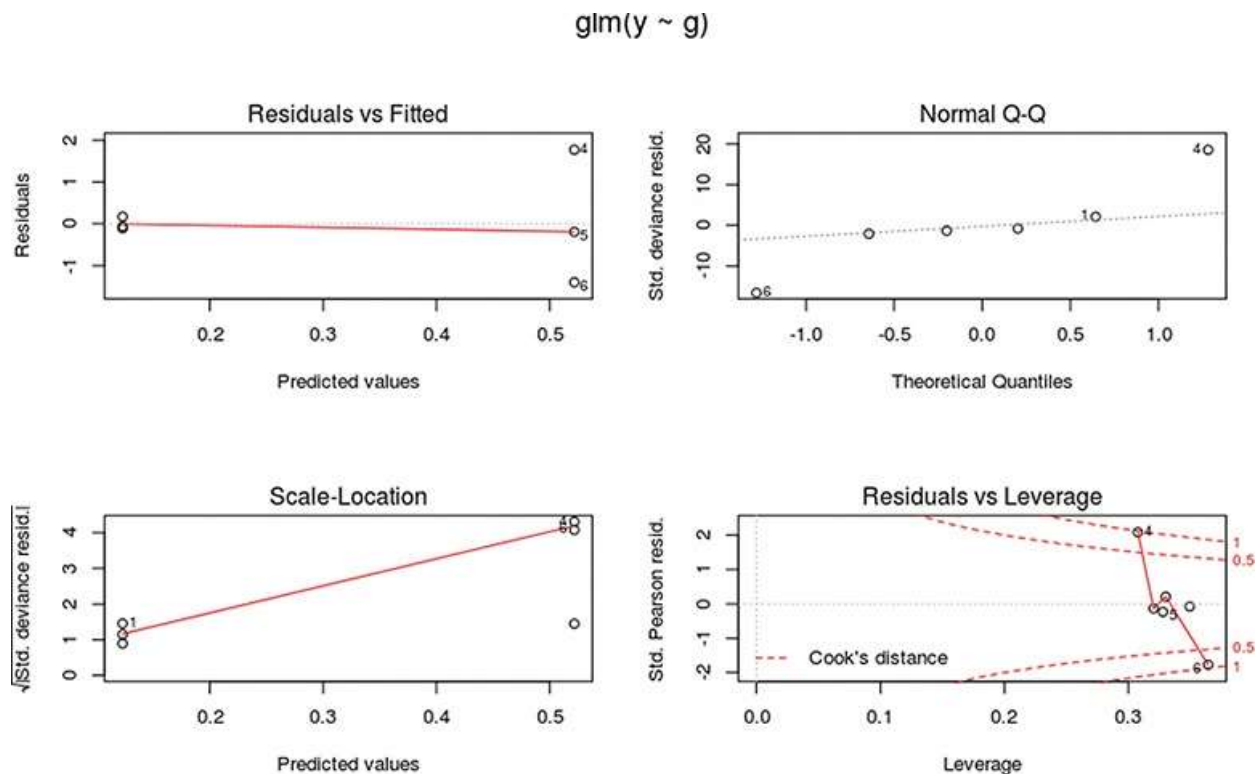 glm(y ~ g)
Residuals vs Fitted
Residuals
2
1
0
-1
4
5
6
0.2 0.3 0.4 0.5
Predicted values
Normal Q-Q
Std. deviance resid.
20
10
0
-10
4
1
6
-1.0 -0.5 0.0 0.5 1.0
Theoretical Quantiles
Scale-Location
√|Std. deviance resid.|
4
3
2
1
0
4
6
1
0.2 0.3 0.4 0.5
Predicted values
Residuals vs Leverage
Std. Pearson resid.
2
1
0
-1
-2
4
5
6
1
0.5
0.5
1
Cook's distance
0.0 0.1 0.2 0.3
Leverage